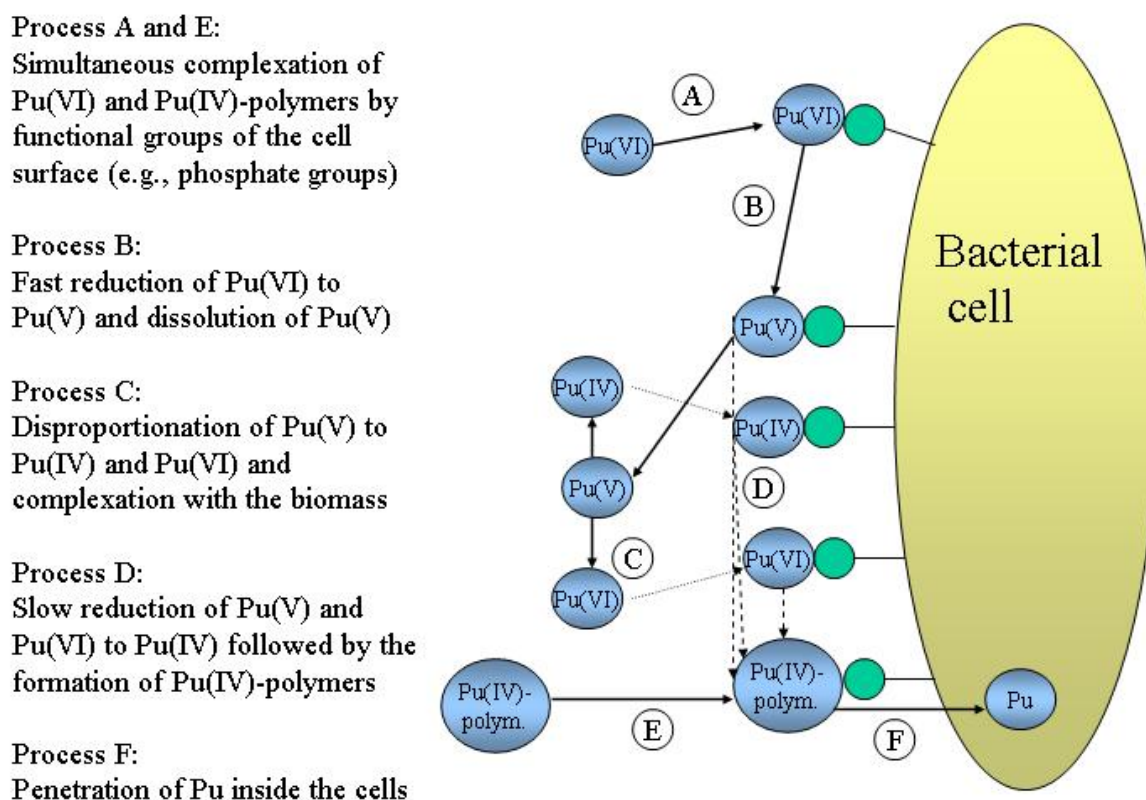 Process A and E:
Simultaneous complexation of
Pu(VI) and Pu(IV)-polymers by
functional groups of the cell
surface (e.g., phosphate groups)
Process B:
Fast reduction of Pu(VI) to
Pu(V) and dissolution of Pu(V)
Process C:
Disproportionation of Pu(V) to
Pu(IV) and Pu(VI) and
complexation with the biomass
Process D:
Slow reduction of Pu(V) and
Pu(VI) to Pu(IV) followed by the
formation of Pu(IV)-polymers
Process F:
Penetration of Pu inside the cells
A
Pu(VI)
Pu(VI)
B
Bacterial
cell
Pu(V)
Pu(IV)
Pu(IV)
Pu(V)
D
C
Pu(VI)
Pu(VI)
Pu(IV)-
polym.
E
Pu(IV)-
polym.
F
Pu